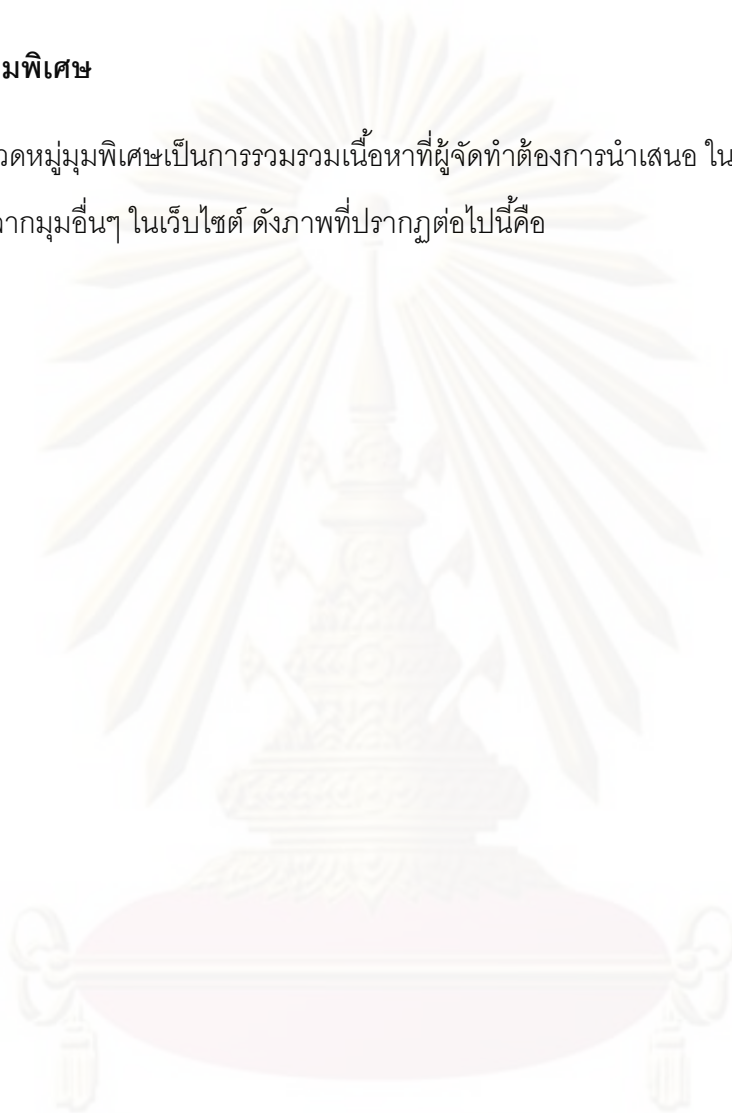 มพิเศษ
วดหมู่มุมพิเศษเป็นการรวมรวมเนื้อหาที่ผู้จัดทำต้องการนำเสนอ ใน
จากมุมอื่นๆ ในเว็บไซต์ ดังภาพที่ปรากฏต่อไปนี้คือ